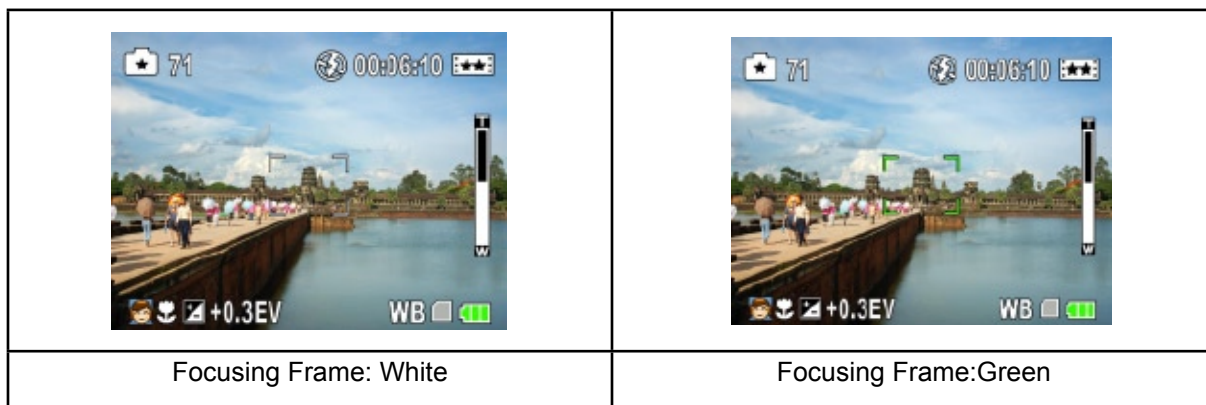 71 00:06:10
T
W
+0.3EV WB
71 00:06:10
T
W
+0.3EV WB
Focusing Frame: White
Focusing Frame:Green